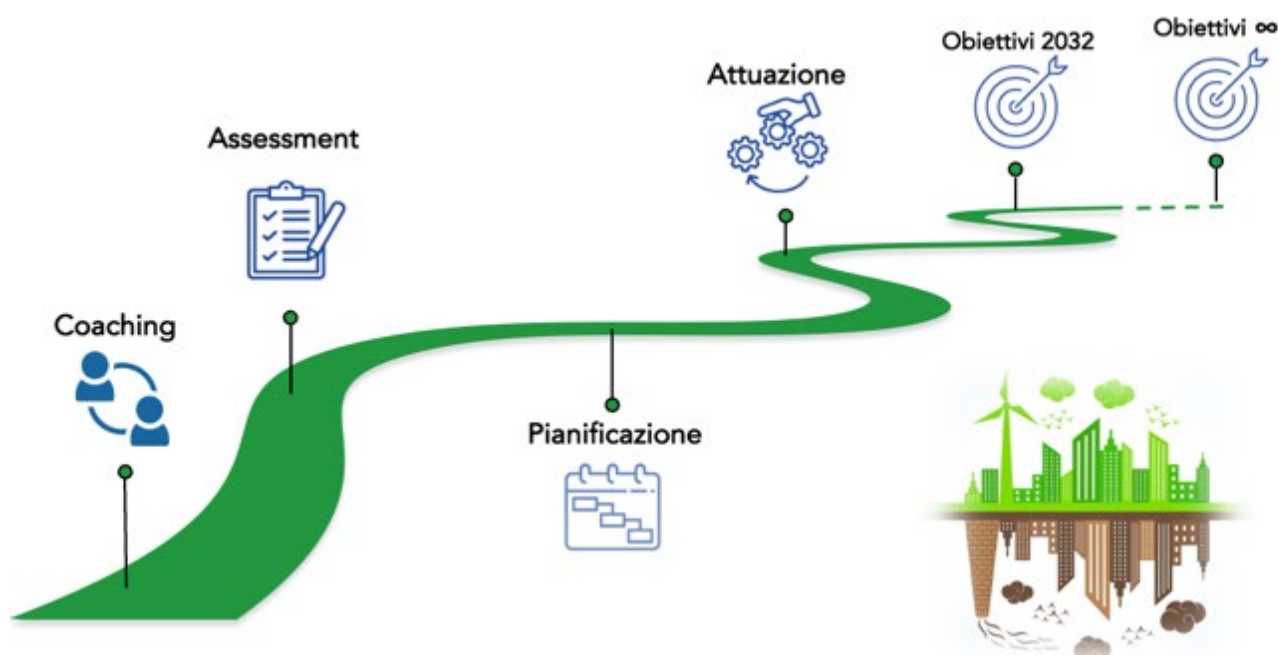 Coaching
Assessment
Pianificazione
Attuazione
Obiettivi 2032
Obiettivi ∞